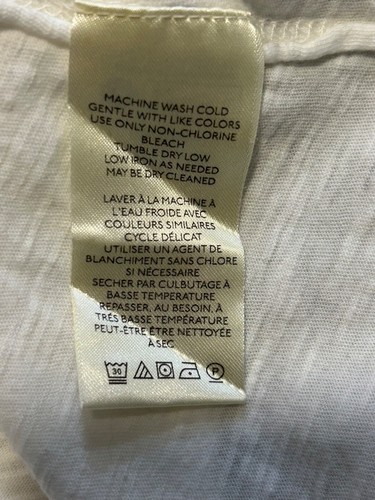 MACHINE WASH COLD
GENTLE WITH LIKE COLORS
USE ONLY NON-CHLORINE
BLEACH
TUMBLE DRY LOW
LOW IRON AS NEEDED
MAY BE DRY CLEANED
LAVER À LA MACHINE À
L'EAU FROIDE AVEC
COULEURS SIMILAIRES
CYCLE DÉLICAT
UTILISER UN AGENT DE
BLANCHIMENT SANS CHLORE
SI NÉCESSAIRE
SECHER PAR CULBUTAGE À
BASSE TEMPERATURE
REPASSER, AU BESOIN, À
TRÉS BASSE TEMPÉRATURE
PEUT-ÊTRE ÊTRE NETTOYÉE
À SEC
30 P